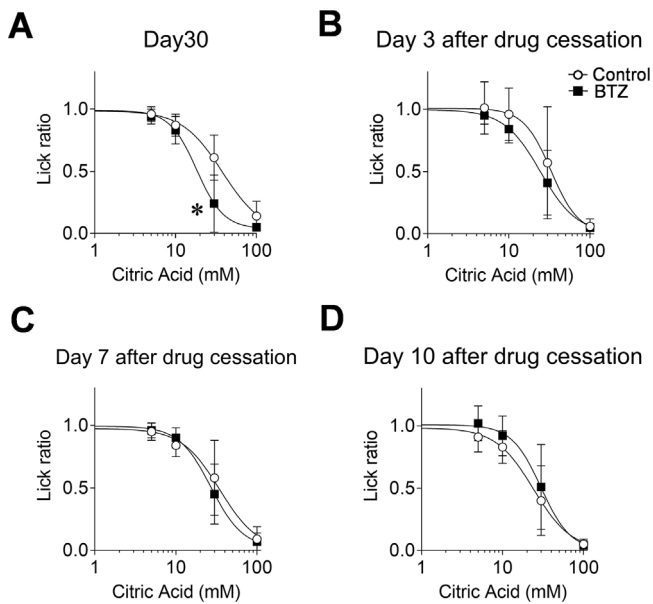 A
Day30
Lick ratio
1.0
0.5
0.0
*
1
10
100
Citric Acid (mM)
B
Day 3 after drug cessation
Control
BTZ
Lick ratio
1.0
0.5
0.0
1
10
100
Citric Acid (mM)
C
Day 7 after drug cessation
Lick ratio
1.0
0.5
0.0
1
10
100
Citric Acid (mM)
D
Day 10 after drug cessation
Lick ratio
1.0
0.5
0.0
1
10
100
Citric Acid (mM)